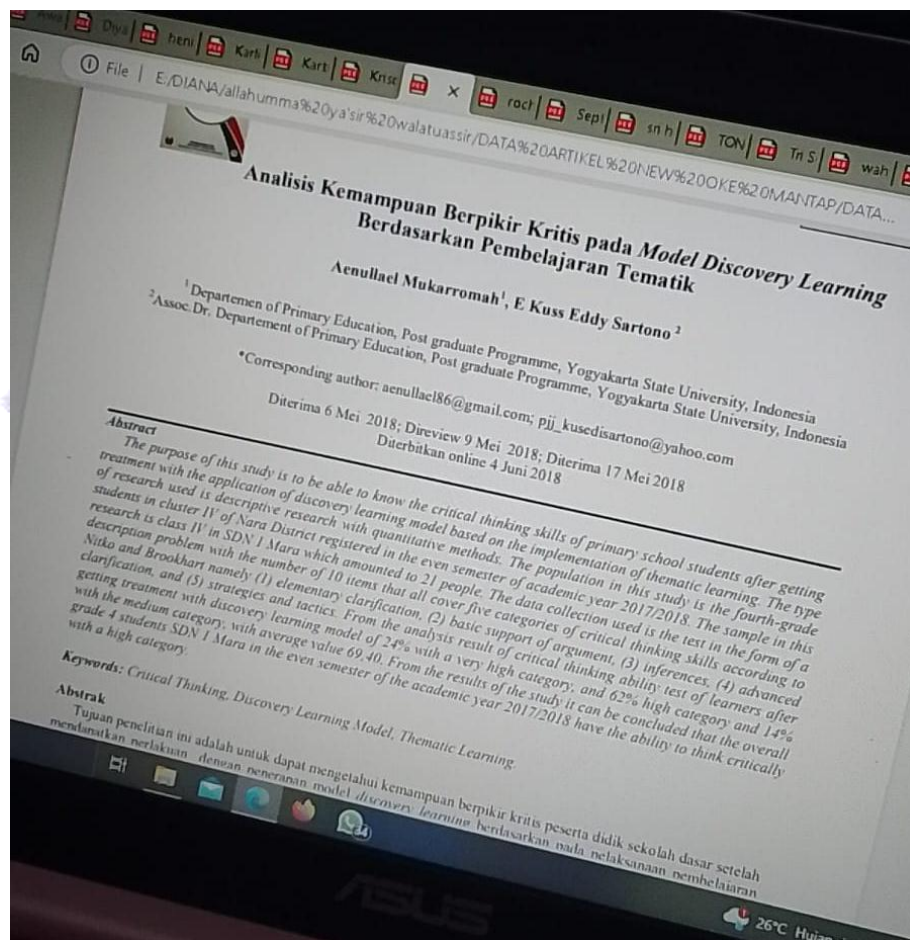 Diya
heni
Karti
Kart
Krisc
roch
Sept
sn h
TON
Tn S
wah
File | E:/DIANA/allahumma%20ya'sir%20walatuassir/DATA%20ARTIKEL%20NEW%20OKE%20MANTAP/DATA...
Analisis Kemampuan Berpikir Kritis pada Model Discovery Learning
Berdasarkan Pembelajaran Tematik
Aenullael Mukarromah¹, E Kuss Eddy Sartono ²
¹Departemen of Primary Education, Post graduate Programme, Yogyakarta State University, Indonesia
²Assoc.Dr. Departement of Primary Education, Post graduate Programme, Yogyakarta State University, Indonesia
*Corresponding author: aenullael86@gmail.com; pjj_kusedisartono@yahoo.com
Diterima 6 Mei 2018; Direview 9 Mei 2018; Diterima 17 Mei 2018
Diterbitkan online 4 Juni 2018
Abstract
The purpose of this study is to be able to know the critical thinking skills of primary school students after getting
treatment with the application of discovery learning model based on the implementation of thematic learning. The type
of research used is descriptive research with quantitative methods. The population in this study is the fourth-grade
students in cluster IV of Nara District registered in the even semester of academic year 2017/2018. The sample in this
research is class IV in SDN 1 Mara which amounted to 21 people. The data collection used is the test in the form of a
description problem with the number of 10 items that all cover five categories of critical thinking skills according to
Nitko and Brookhart namely (1) elementary clarification, (2) basic support of argument, (3) inferences, (4) advanced
clarification, and (5) strategies and tactics. From the analysis result of critical thinking ability test of learners after
getting treatment with discovery learning model of 24% with a very high category, and 62% high category and 14%
with the medium category, with average value 69,40. From the results of the study it can be concluded that the overall
grade 4 students SDN 1 Mara in the even semester of the academic year 2017/2018 have the ability to think critically
with a high category.
Keywords: Critical Thinking, Discovery Learning Model, Thematic Learning.
Abstrak
Tujuan penelitian ini adalah untuk dapat mengetahui kemampuan berpikir kritis peserta didik sekolah dasar setelah
mendapatkan perlakuan dengan penerapan model discovery learning berdasarkan pada pelaksanaan pembelajaran
26°C Hujan
ASUS